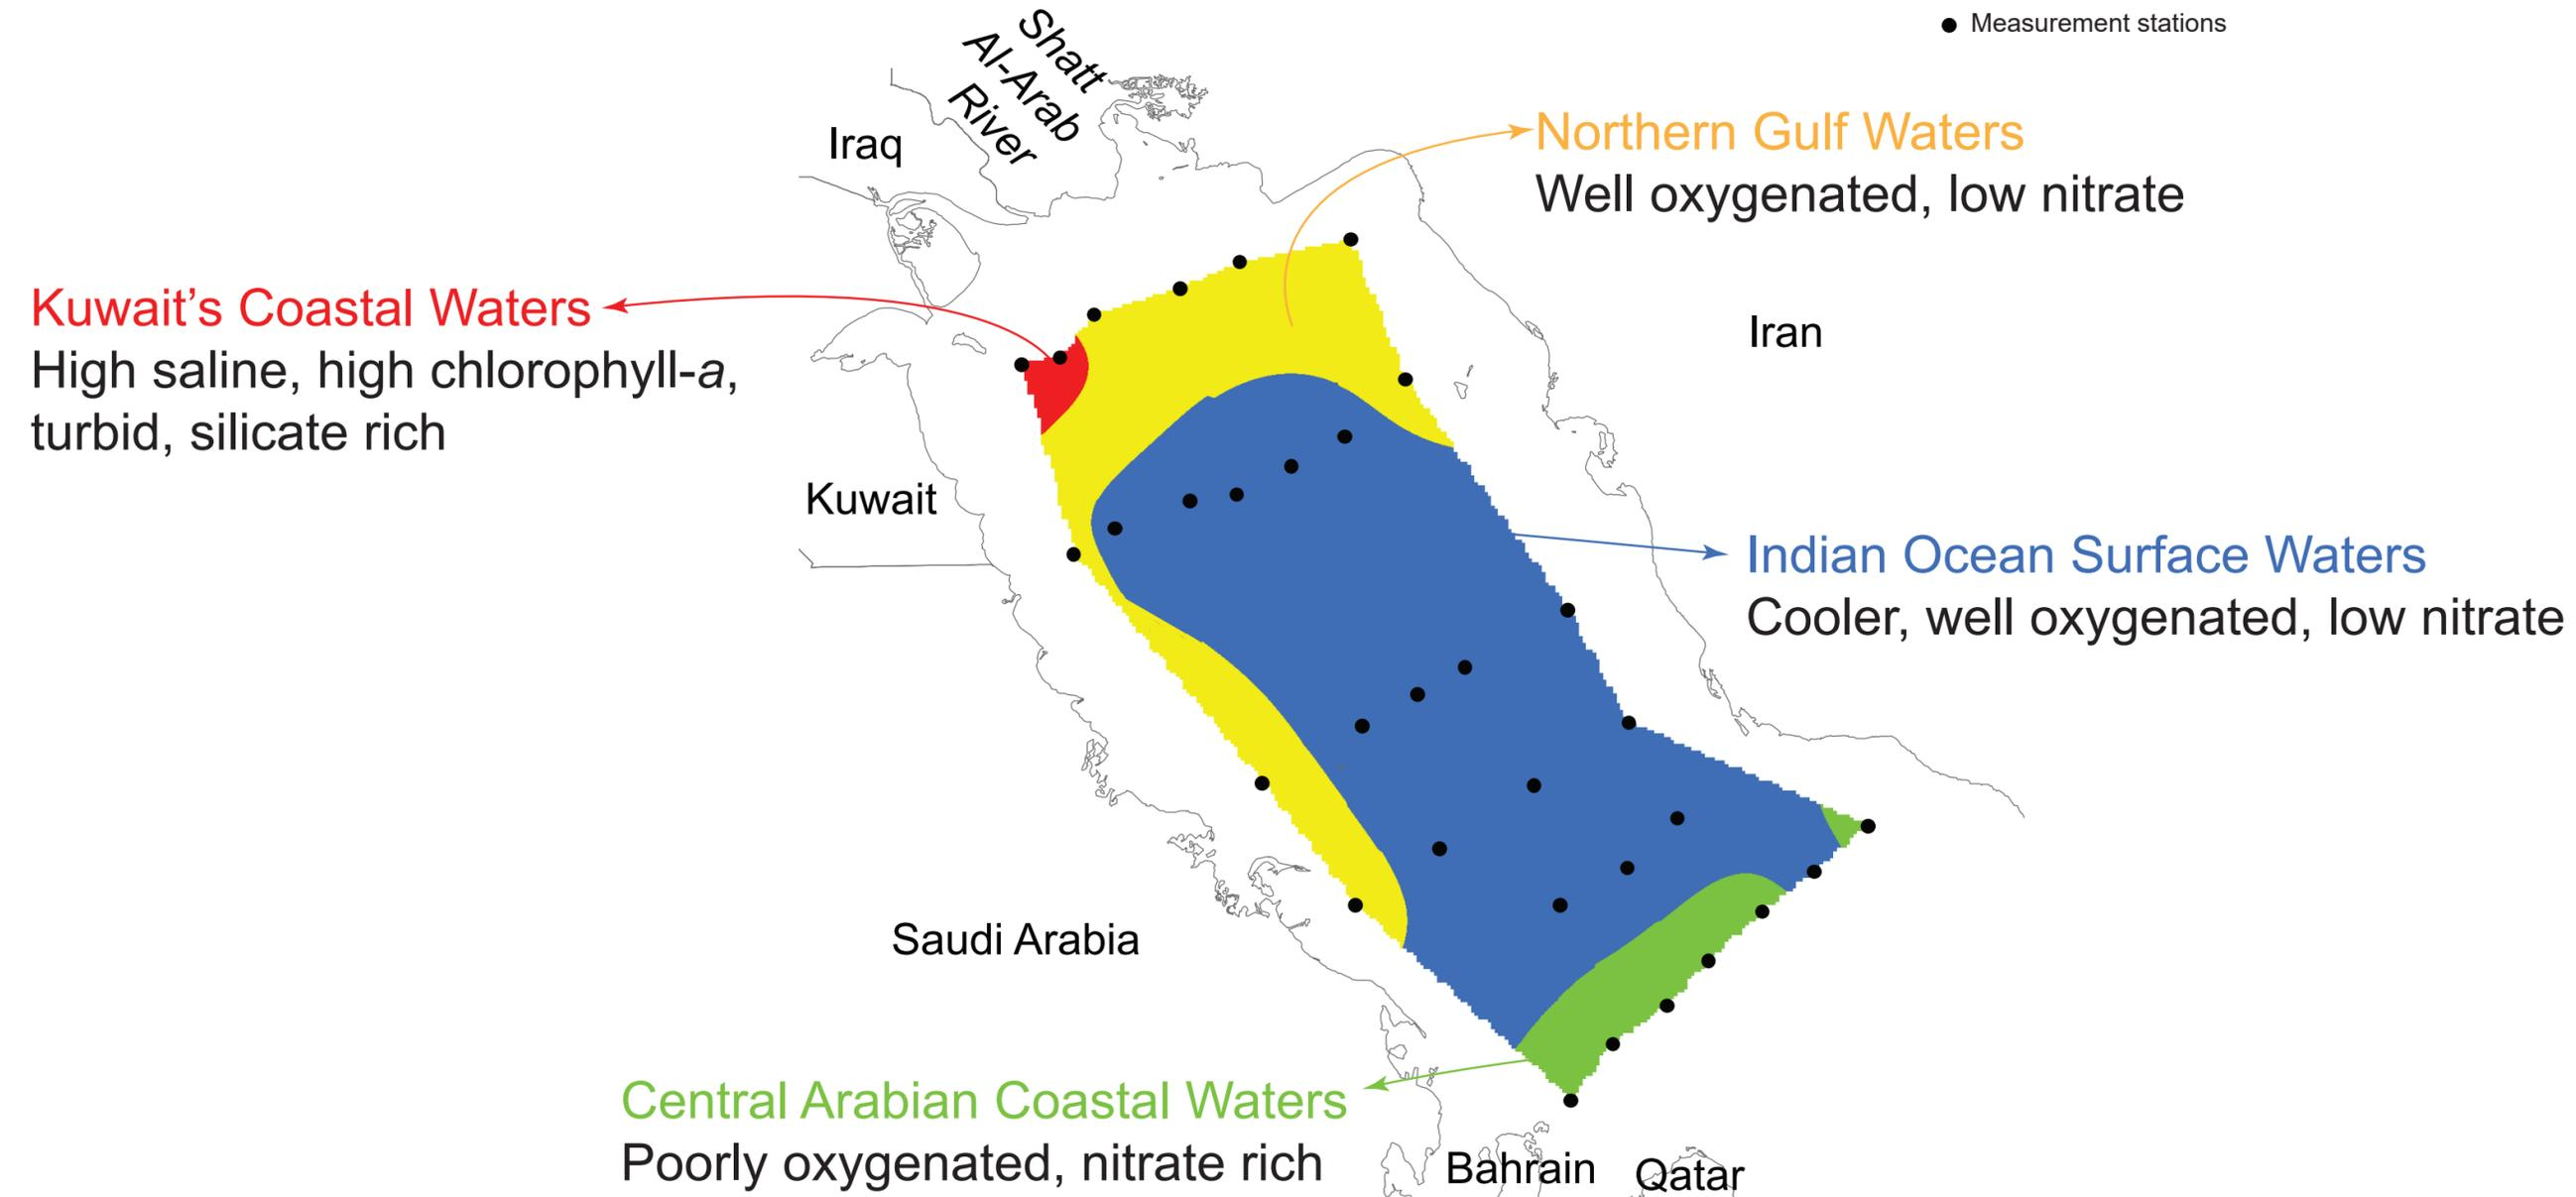 Measurement stations
Shatt
Al-Arab
River
Iraq
Northern Gulf Waters
Well oxygenated, low nitrate
Kuwait’s Coastal Waters
High saline, high chlorophyll-a,
turbid, silicate rich
Iran
Kuwait
Indian Ocean Surface Waters
Cooler, well oxygenated, low nitrate
Saudi Arabia
Central Arabian Coastal Waters
Poorly oxygenated, nitrate rich
Bahrain
Qatar